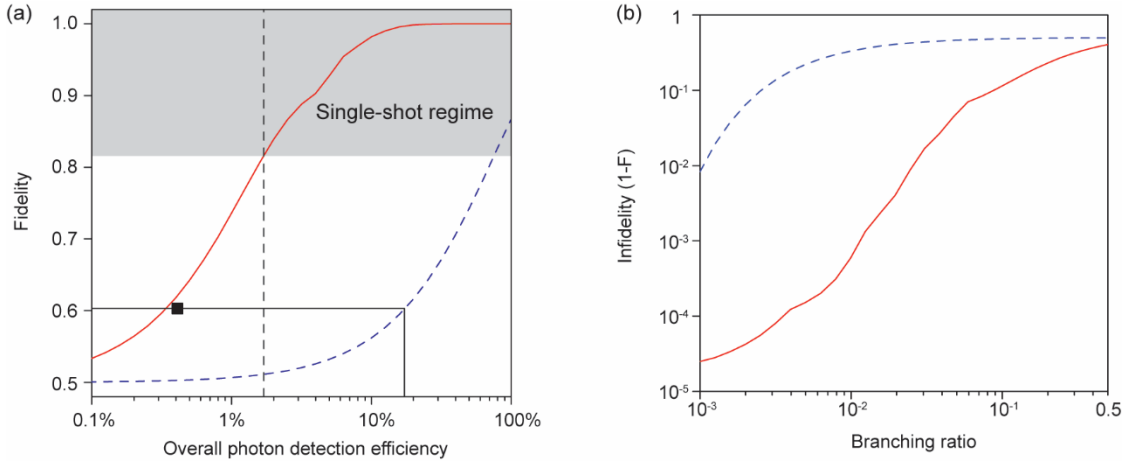 (a)
1.0
0.9
0.8
0.7
0.6
0.5
Fidelity
Single-shot regime
0.1% 1% 10% 100%
Overall photon detection efficiency
(b)
1
10⁻¹
10⁻²
10⁻³
10⁻⁴
10⁻⁵
Infidelity (1-F)
10⁻³ 10⁻² 10⁻¹ 0.5
Branching ratio